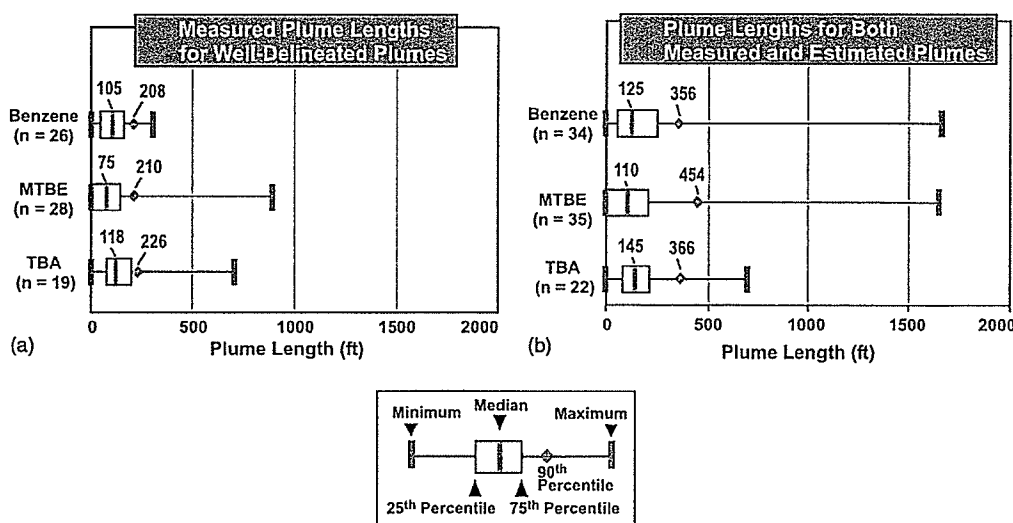 Measured Plume Lengths
for Well-Delineated Plumes
Benzene
(n = 26)
105
208
MTBE
(n = 28)
75
210
TBA
(n = 19)
118
226
0
500
1000
1500
2000
(a)
Plume Length (ft)
Plume Lengths for Both
Measured and Estimated Plumes
Benzene
(n = 34)
125
356
MTBE
(n = 35)
110
454
TBA
(n = 22)
145
366
0
500
1000
1500
2000
(b)
Plume Length (ft)
Minimum
Median
Maximum
90th
Percentile
25th Percentile
75th Percentile